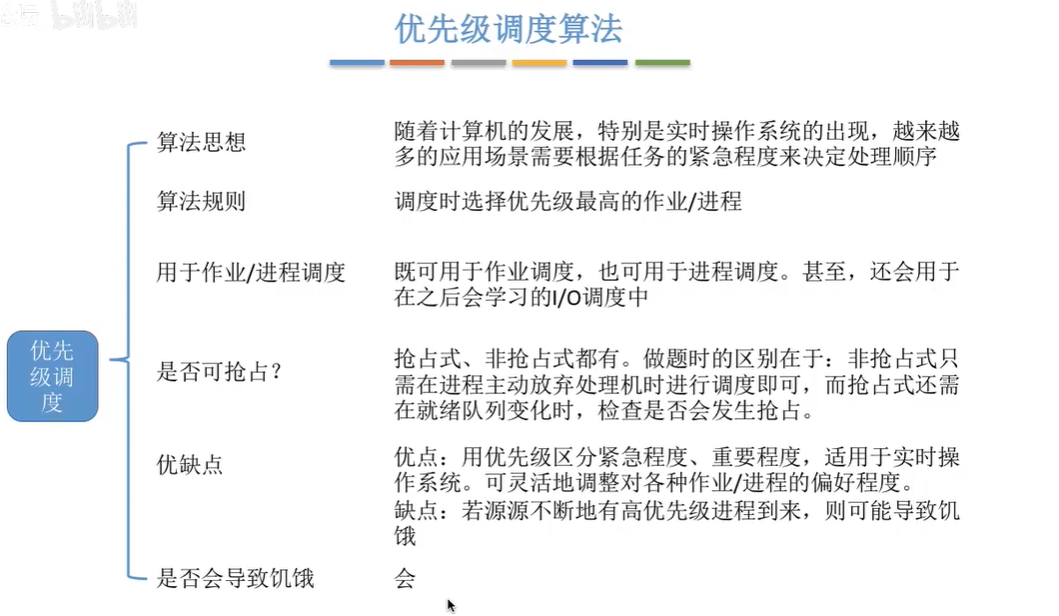 bilibili
优先级调度算法
算法思想
随着计算机的发展，特别是实时操作系统的出现，越来越
多的应用场景需要根据任务的紧急程度来决定处理顺序
算法规则
调度时选择优先级最高的作业/进程
用于作业/进程调度
既可用于作业调度，也可用于进程调度。甚至，还会用于
在之后会学习的I/O调度中
优先
级调
度
是否可抢占？
抢占式、非抢占式都有。做题时的区别在于：非抢占式只
需在进程主动放弃处理机时进行调度即可，而抢占式还需
在就绪队列变化时，检查是否会发生抢占。
优缺点
优点：用优先级区分紧急程度、重要程度，适用于实时操
作系统。可灵活地调整对各种作业/进程的偏好程度。
缺点：若源源不断地有高优先级进程到来，则可能导致饥
饿
是否会导致饥饿
会